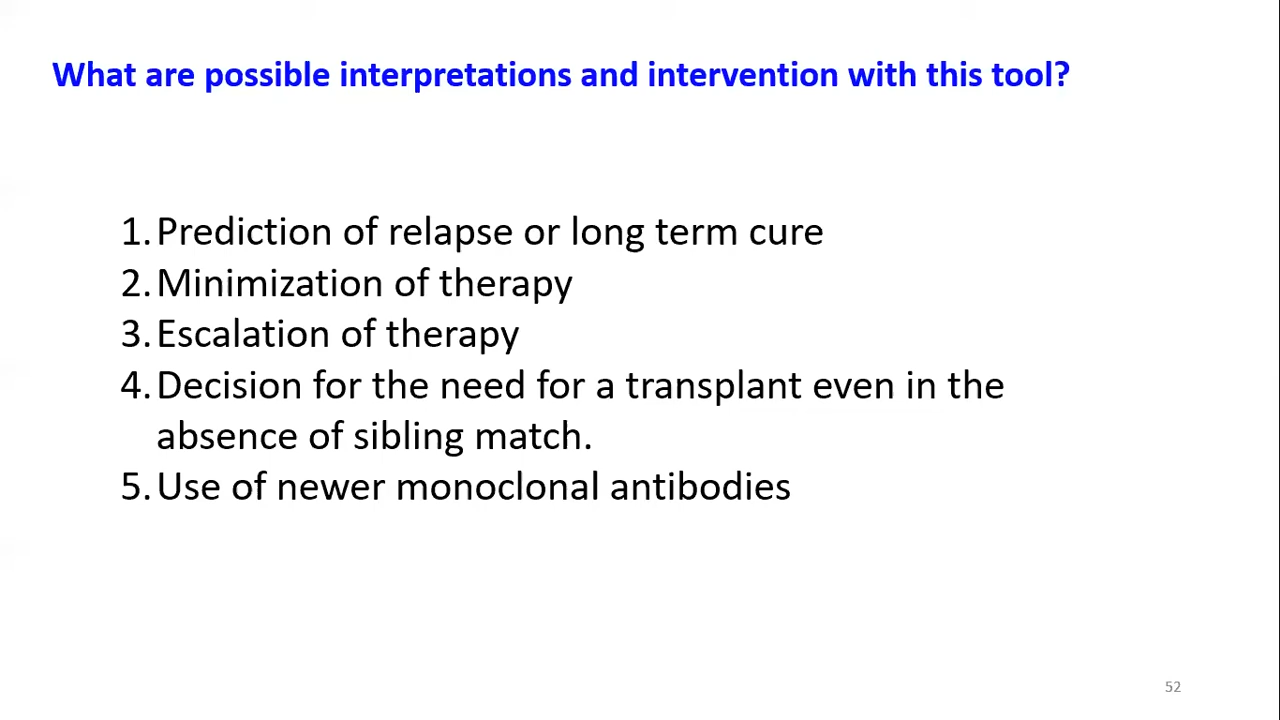 What are possible interpretations and intervention with this tool?
1. Prediction of relapse or long term cure
2. Minimization of therapy
3. Escalation of therapy
4. Decision for the need for a transplant even in the
absence of sibling match.
5. Use of newer monoclonal antibodies
52